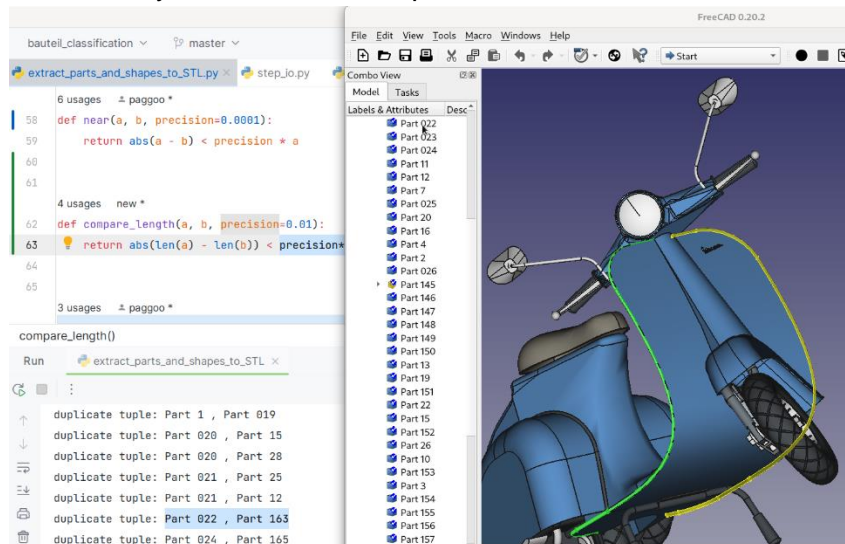 bauteil_classification
master
extract_parts_and_shapes_to_STL.py
step_io.py
6 usages paggoo *
58 def near(a, b, precision=0.0001):
59 return abs(a - b) < precision * a
60
61
4 usages new *
62 def compare_length(a, b, precision=0.01):
63 return abs(len(a) - len(b)) < precision*
64
65
3 usages paggoo *
compare_length()
Run extract_parts_and_shapes_to_STL
duplicate tuple: Part 1 , Part 019
duplicate tuple: Part 020 , Part 15
duplicate tuple: Part 020 , Part 28
duplicate tuple: Part 021 , Part 25
duplicate tuple: Part 021 , Part 12
duplicate tuple: Part 022 , Part 163
duplicate tuple: Part 024 , Part 165
FreeCAD 0.20.2
File Edit View Tools Macro Windows Help
Start
Combo View
Model Tasks
Labels & Attributes Desc
Part 022
Part 023
Part 024
Part 11
Part 12
Part 7
Part 025
Part 20
Part 16
Part 4
Part 2
Part 026
Part 145
Part 146
Part 147
Part 148
Part 149
Part 150
Part 13
Part 19
Part 151
Part 22
Part 15
Part 152
Part 26
Part 10
Part 153
Part 3
Part 154
Part 155
Part 156
Part 157